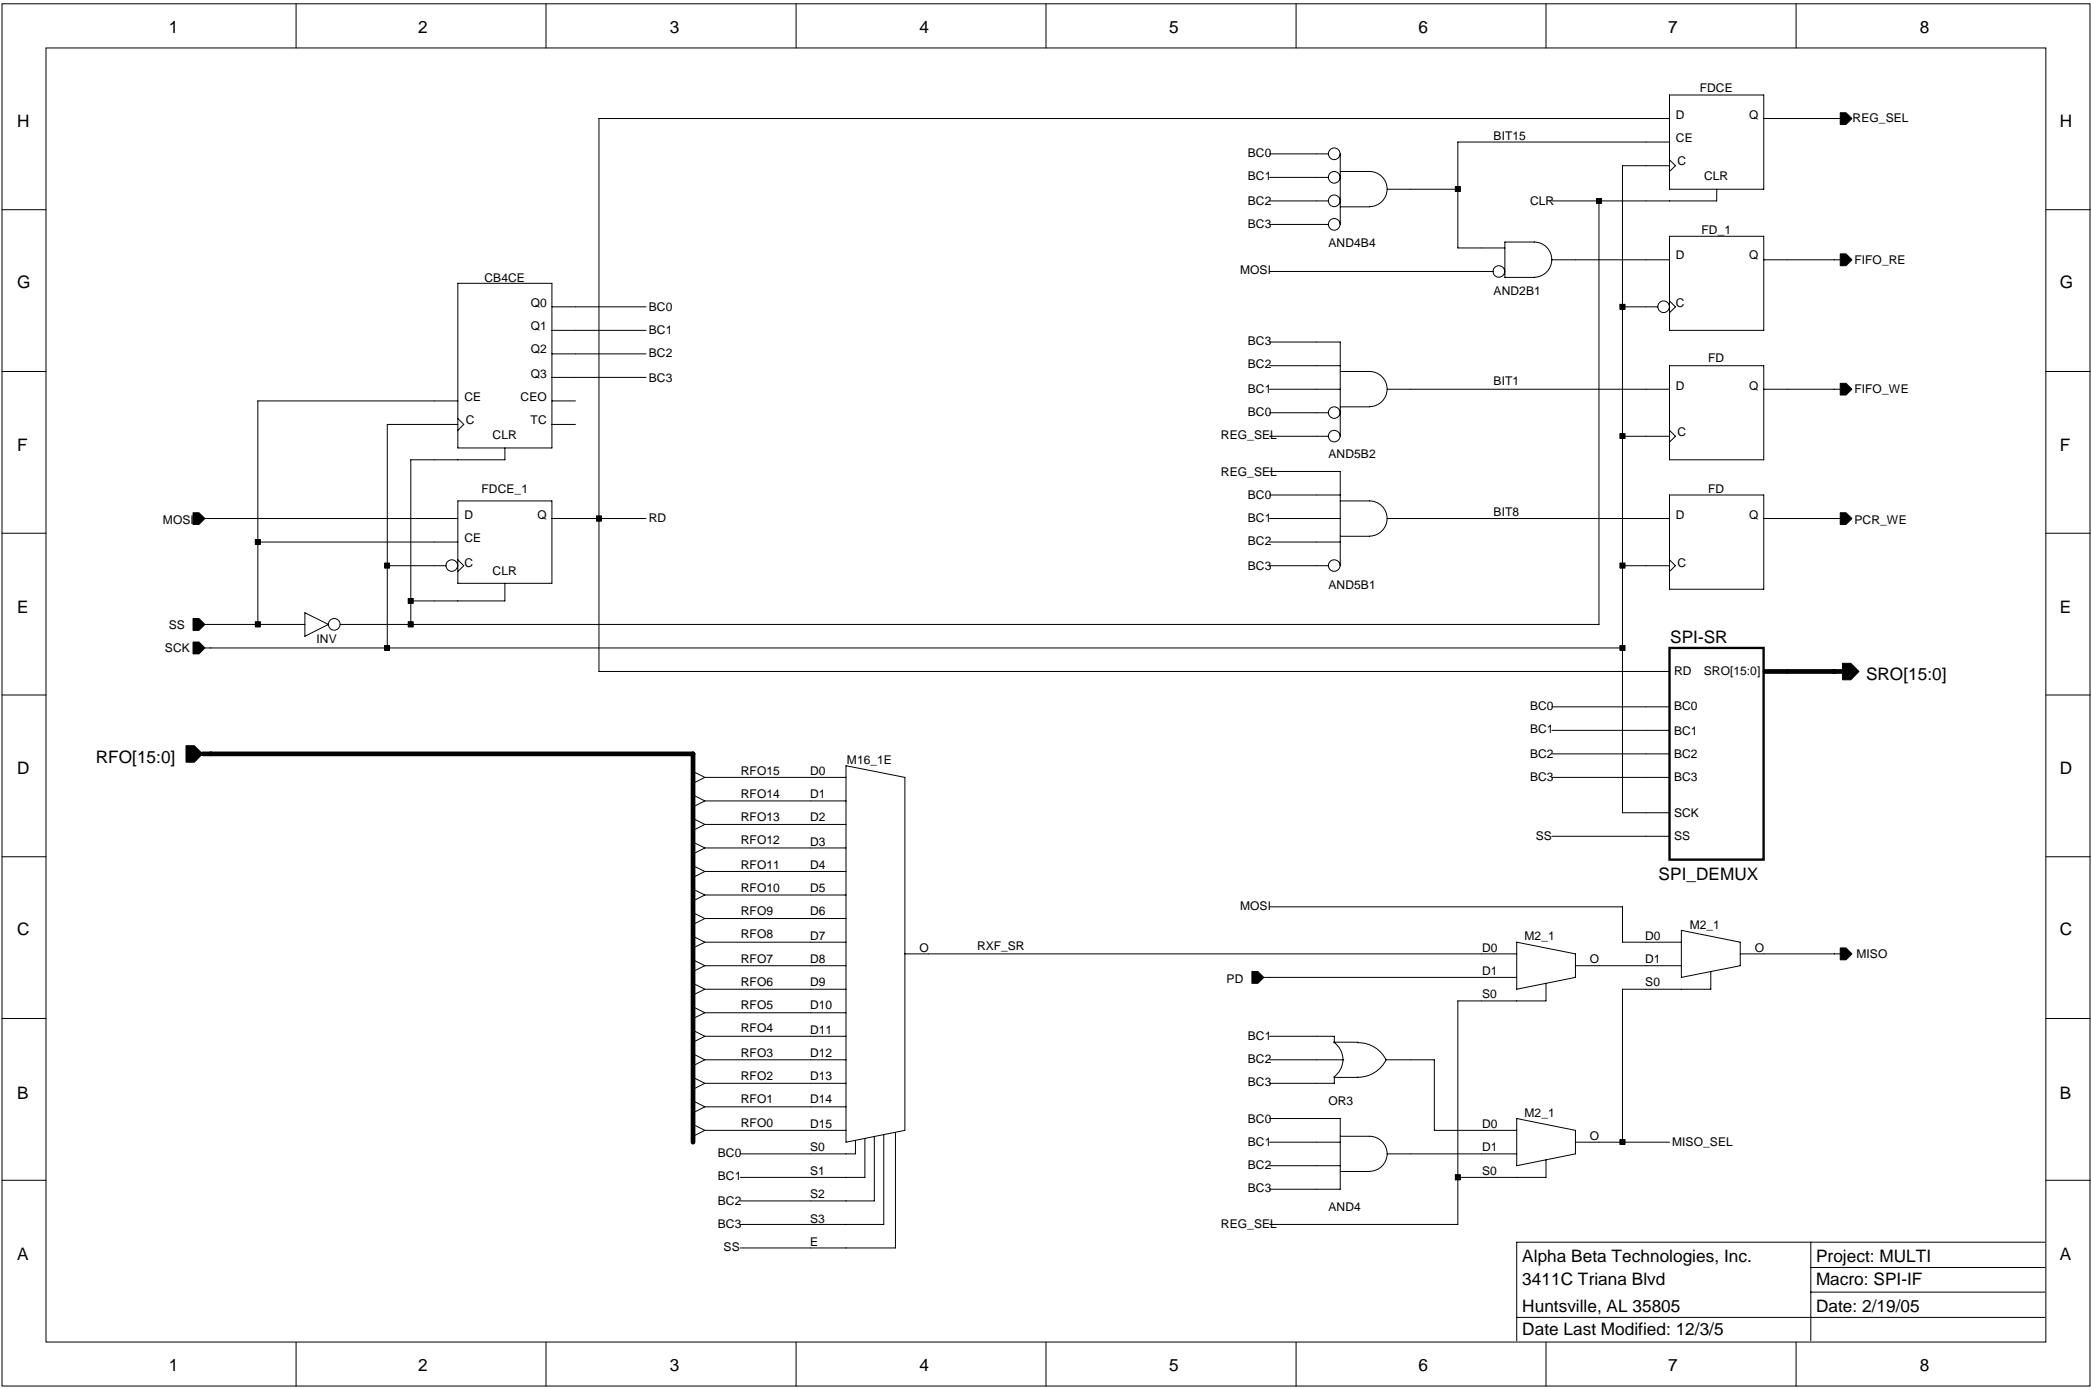 1 2 3 4 5 6 7 8
H H
G G
F F
E E
D D
C C
B B
A A
FDCE
D Q
CE
C
CLR
REG_SEL
BIT15
BC0
BC1
BC2
BC3
AND4B4
CLR
MOSI
AND2B1
FD_1
D Q
C
FIFO_RE
CB4CE
Q0
Q1
Q2
Q3
CE CEO
C TC
CLR
BC0
BC1
BC2
BC3
BC3
BC2
BC1
BC0
REG_SEL
AND5B2
BIT1
FD
D Q
C
FIFO_WE
REG_SEL
BC0
BC1
BC2
BC3
AND5B1
BIT8
FD
D Q
C
PCR_WE
FDCE_1
D Q
CE
C
CLR
MOSI
RD
SS
INV
SCK
SPI-SR
RD SRO[15:0]
BC0 BC0
BC1 BC1
BC2 BC2
BC3 BC3
SCK
SS SS
SPI_DEMUX
SRO[15:0]
RFO[15:0]
M16_1E
RFO15 D0
RFO14 D1
RFO13 D2
RFO12 D3
RFO11 D4
RFO10 D5
RFO9 D6
RFO8 D7
RFO7 D8
RFO6 D9
RFO5 D10
RFO4 D11
RFO3 D12
RFO2 D13
RFO1 D14
RFO0 D15
BC0 S0
BC1 S1
BC2 S2
BC3 S3
SS E
O RXF_SR
MOSI
PD
M2_1
D0
D1
S0
O
M2_1
D0
D1
S0
O
MISO
BC1
BC2
BC3
OR3
BC0
BC1
BC2
BC3
AND4
REG_SEL
M2_1
D0
D1
S0
O
MISO_SEL
Alpha Beta Technologies, Inc.
3411C Triana Blvd
Huntsville, AL 35805
Date Last Modified: 12/3/5
Project: MULTI
Macro: SPI-IF
Date: 2/19/05
1 2 3 4 5 6 7 8